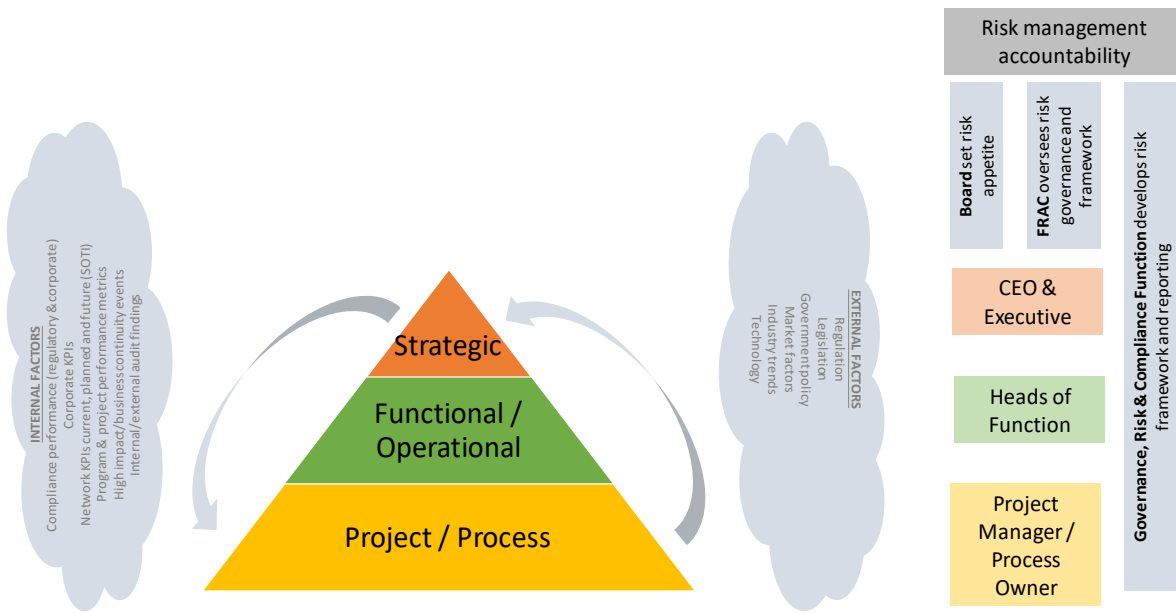 INTERNAL FACTORS
Compliance performance (regulatory & corporate)
Corporate KPIs
Network KPIs current, planned and future (SOTI)
Program & project performance metrics
High impact/business continuity events
Internal/external audit findings
Strategic
Functional /
Operational
Project / Process
EXTERNAL FACTORS
Regulation
Legislation
Government policy
Market factors
Industry trends
Technology
Risk management
accountability
Board set risk
appetite
FRAC oversees risk
governance and
framework
Governance, Risk & Compliance Function develops risk
framework and reporting
CEO &
Executive
Heads of
Function
Project
Manager /
Process
Owner